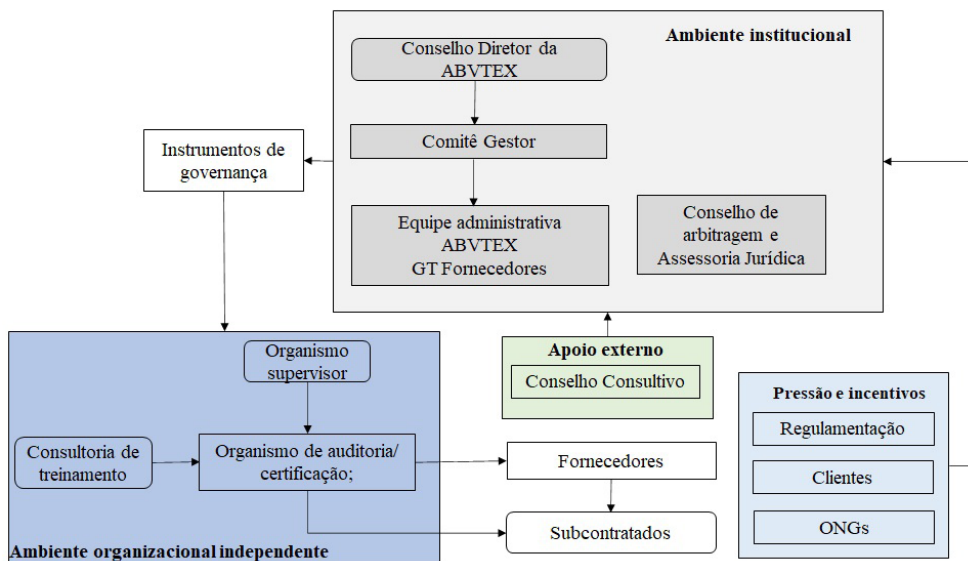 Ambiente institucional
Conselho Diretor da
ABVTEX
Comitê Gestor
Equipe administrativa
ABVTEX
GT Fornecedores
Conselho de
arbitragem e
Assessoria Jurídica
Instrumentos de
governança
Organismo
supervisor
Consultoria de
treinamento
Organismo de auditoria/
certificação;
Ambiente organizacional independente
Apoio externo
Conselho Consultivo
Fornecedores
Subcontratados
Pressão e incentivos
Regulamentação
Clientes
ONGs